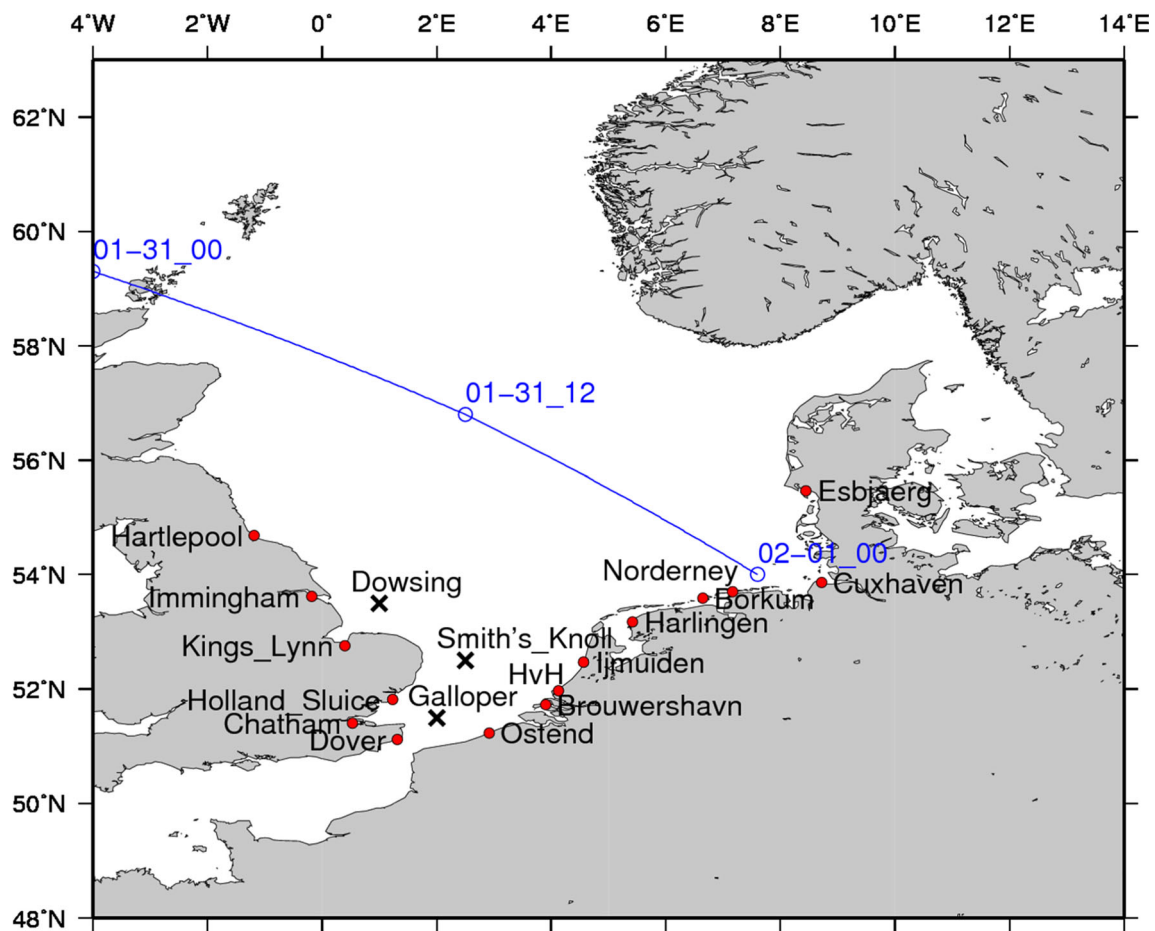 4°W 2°W 0° 2°E 4°E 6°E 8°E 10°E 12°E 14°E
62°N
60°N
01-31_00
58°N
01-31_12
56°N
Esbjaerg
Hartlepool
02-01_00
54°N
Norderney
Cuxhaven
Dowsing
Borkum
Immingham
Harlingen
Smith's_Knoll
Kings_Lynn
Ijmuiden
HvH
Galloper
52°N
Holland_Sluice
Brouwershavn
Chatham
Ostend
Dover
50°N
48°N